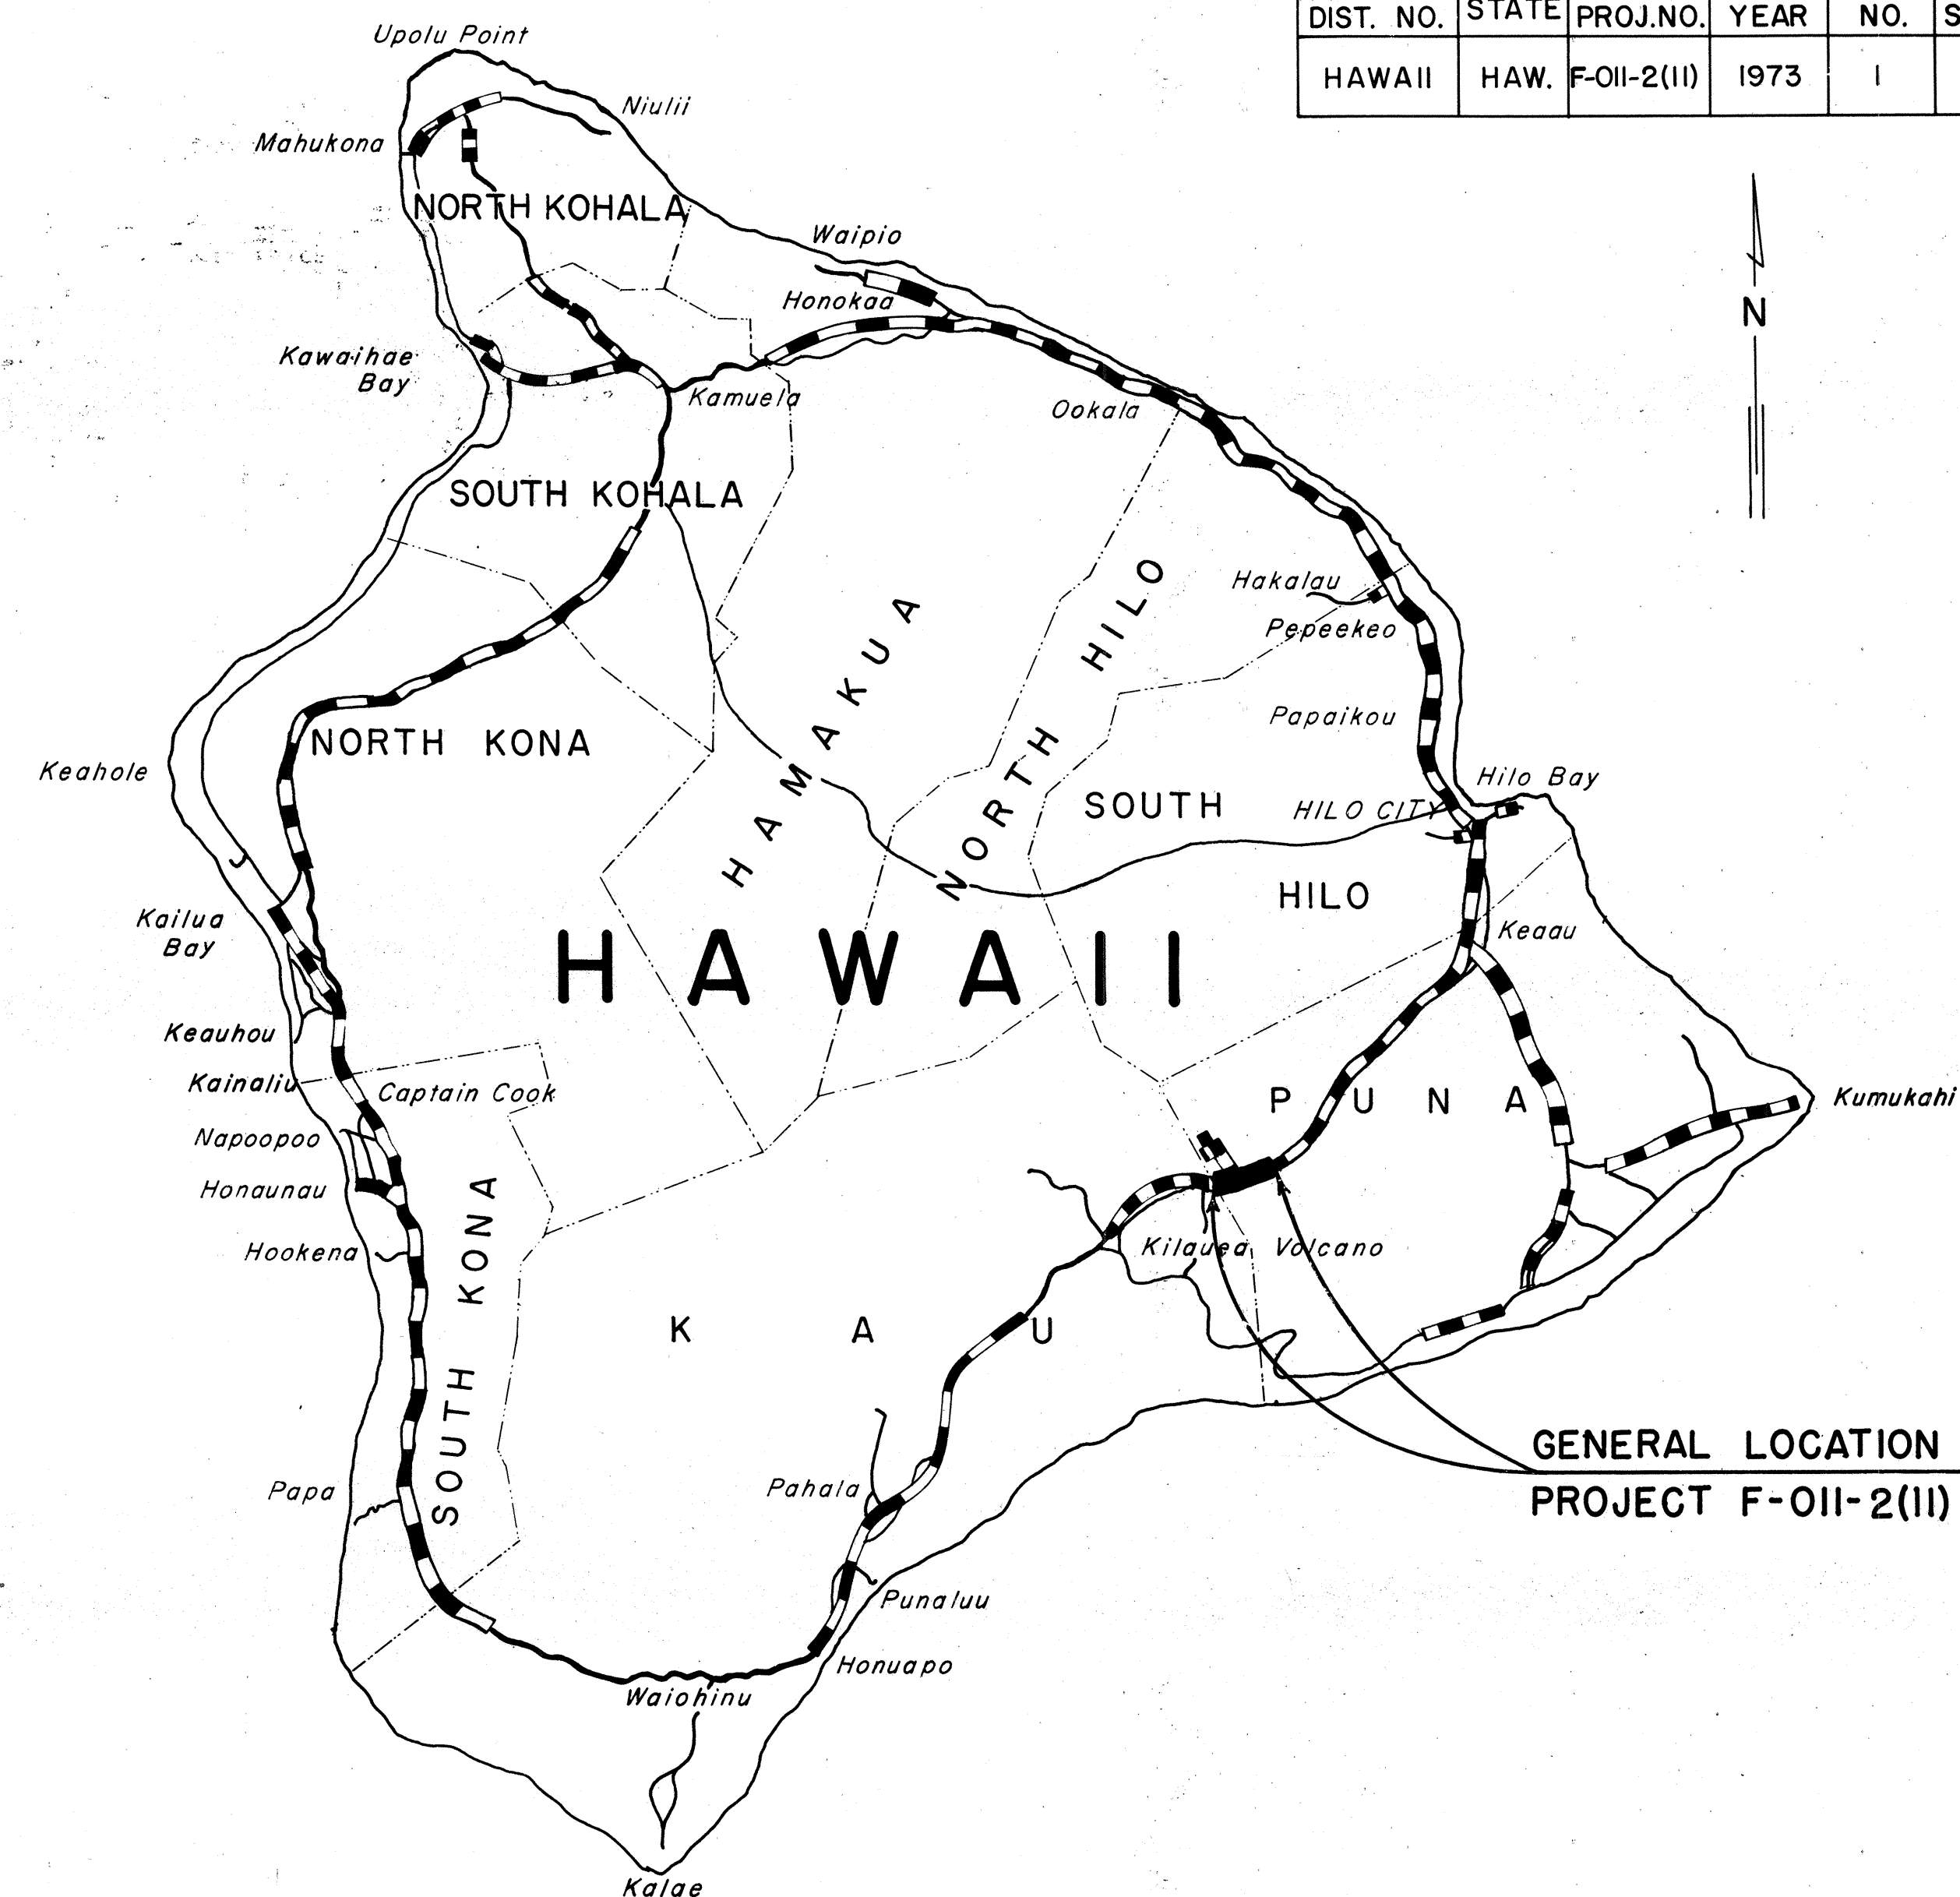 DIST. NO. STATE PROJ.NO. YEAR NO. S
HAWAII HAW. F-011-2(11) 1973 1
Upolu Point
Niulii
Mahukona
NORTH KOHALA
Waipio
N
Honokaa
Kawaihae
Bay
Kamuela
Ookala
SOUTH KOHALA
Hakalau
Pepeekeo
HAMAKUA
NORTH HILO
Papaikou
NORTH KONA
Keahole
Hilo Bay
SOUTH
HILO CITY
HILO
Kailua
Bay
Keaau
HAWAII
Keauhou
Kainaliu
Captain Cook
PUNA
Kumukahi
Napoopoo
Honaunau
Hookena
Kilauea Volcano
SOUTH KONA
KAU
GENERAL LOCATION
PROJECT F-011-2(11)
Papa
Pahala
Punaluu
Honuapo
Waiohinu
Kalae